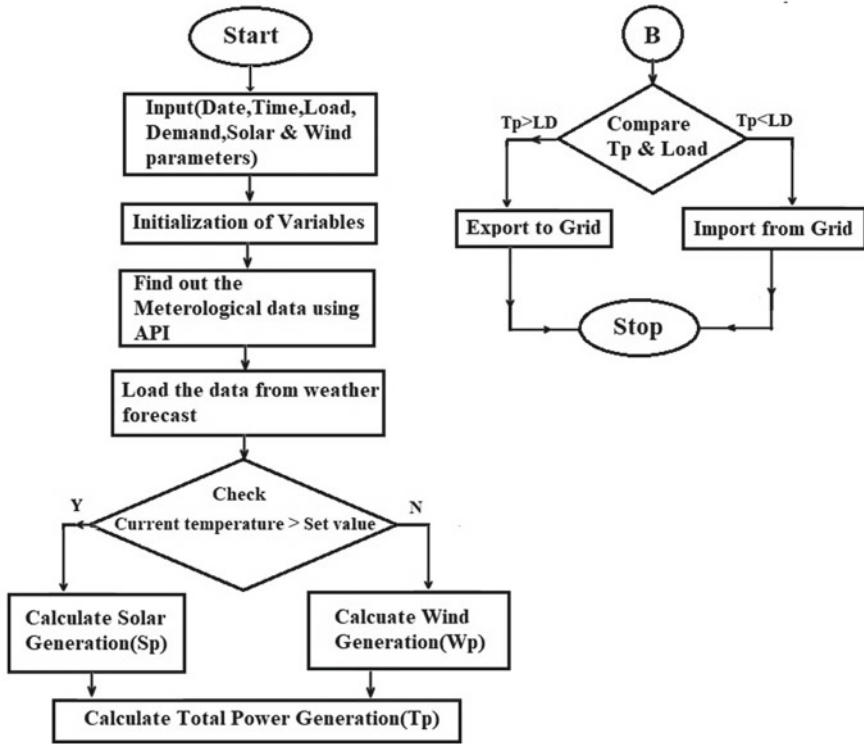 Start
Input(Date,Time,Load,
Demand,Solar & Wind
parameters)
Initialization of Variables
Find out the
Meterological data using
API
Load the data from weather
forecast
Check
Current temperature > Set value
Y
N
Calculate Solar
Generation(Sp)
Calcuate Wind
Generation(Wp)
Calculate Total Power Generation(Tp)
B
Compare
Tp & Load
Tp>LD
Tp<LD
Export to Grid
Import from Grid
Stop